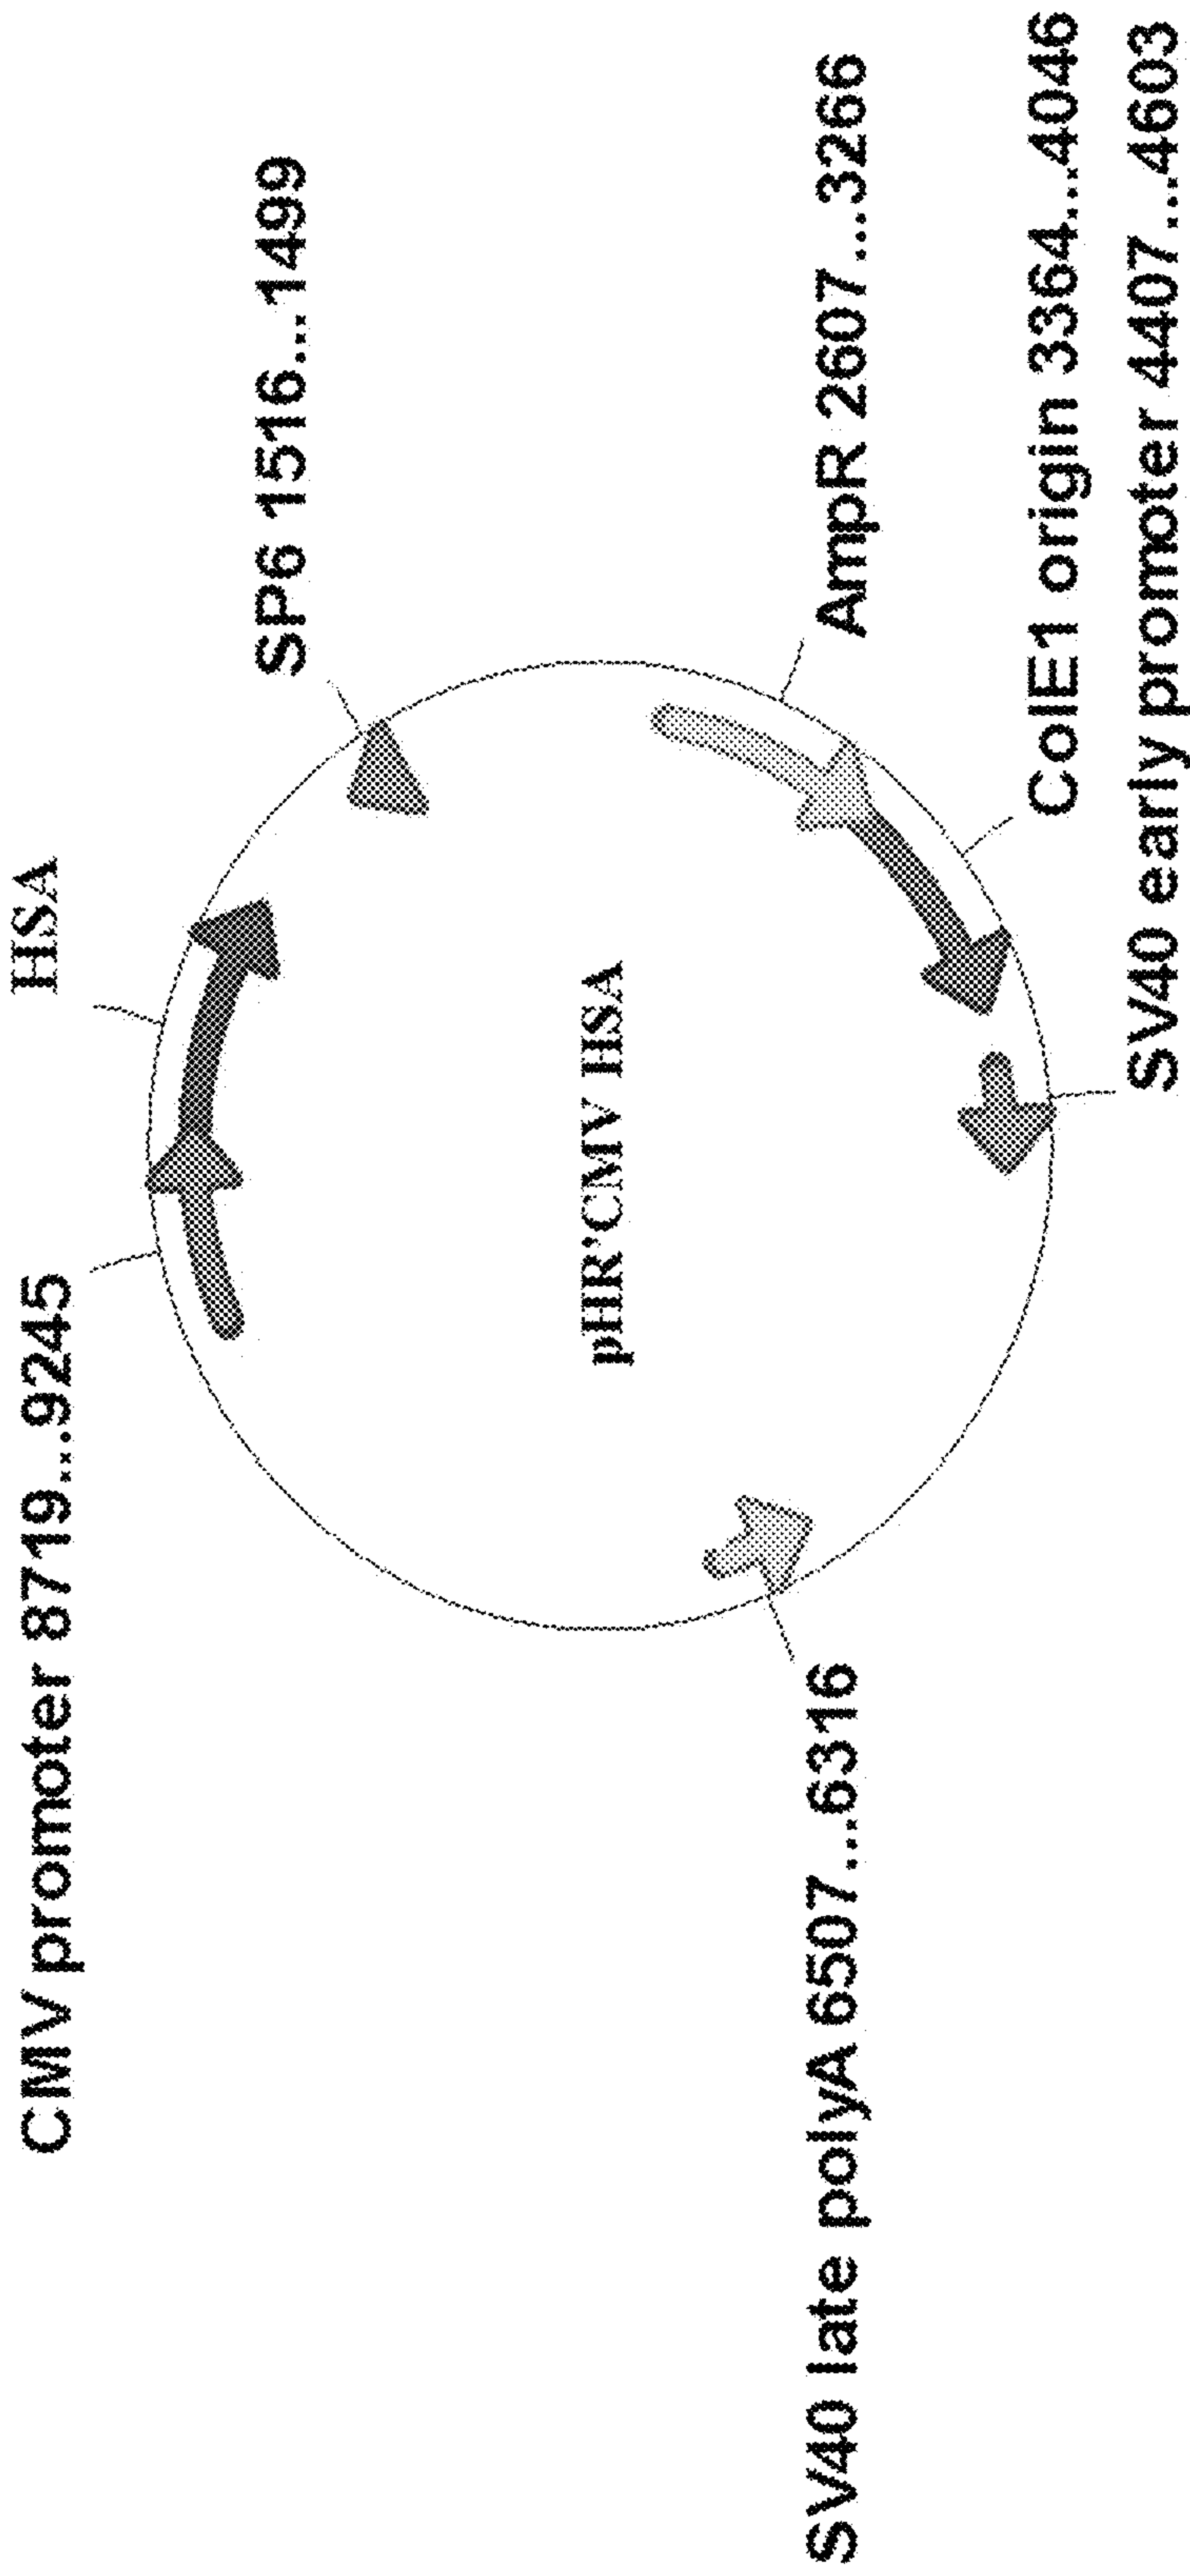 CMV promoter 8719...9245
HSA
SP6 1516...1499
pHR'CMV HSA
SV40 late polyA 6507...6316
AmpR 2607...3266
ColE1 origin 3364...4046
SV40 early promoter 4407...4603